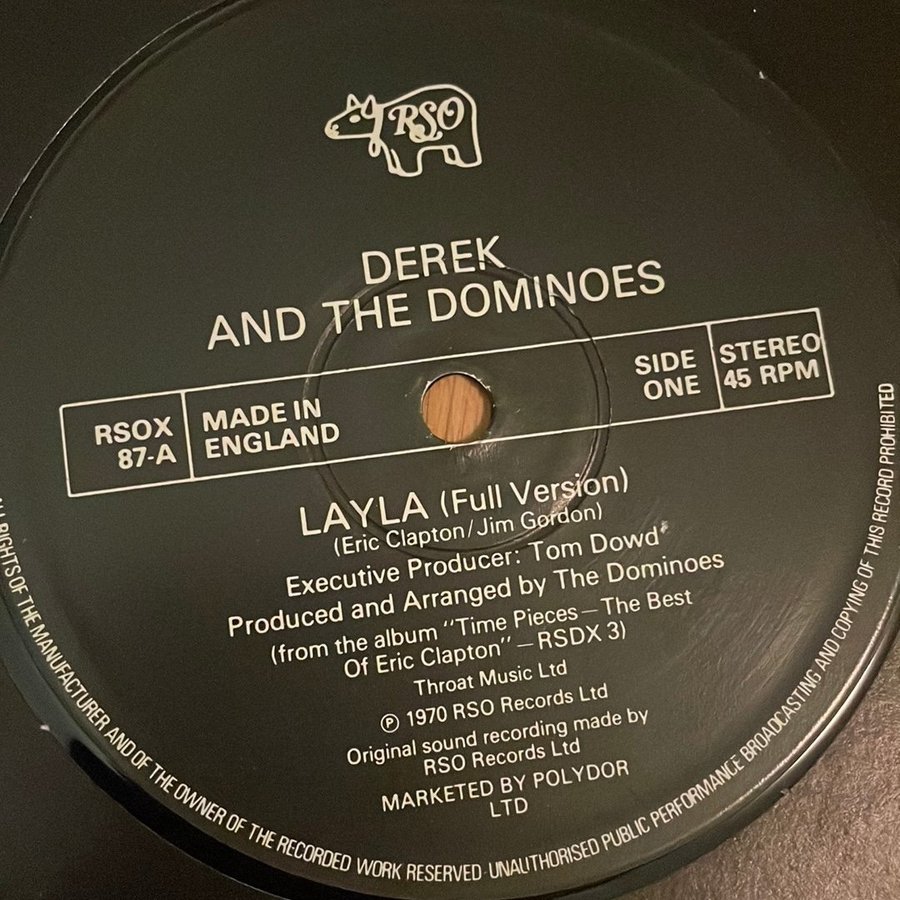 RSO
DEREK
AND THE DOMINOES
RSOX
87-A
MADE IN
ENGLAND
SIDE
ONE
STEREO
45 RPM
LAYLA (Full Version)
(Eric Clapton/Jim Gordon)
Executive Producer: Tom Dowd
Produced and Arranged by The Dominoes
(from the album "Time Pieces – The Best
Of Eric Clapton" – RSDX 3)
Throat Music Ltd
℗ 1970 RSO Records Ltd
Original sound recording made by
RSO Records Ltd
MARKETED BY POLYDOR
LTD
RIGHTS OF THE MANUFACTURER AND OF THE OWNER OF THE RECORDED WORK RESERVED · UNAUTHORISED PUBLIC PERFORMANCE BROADCASTING AND COPYING OF THIS RECORD PROHIBITED